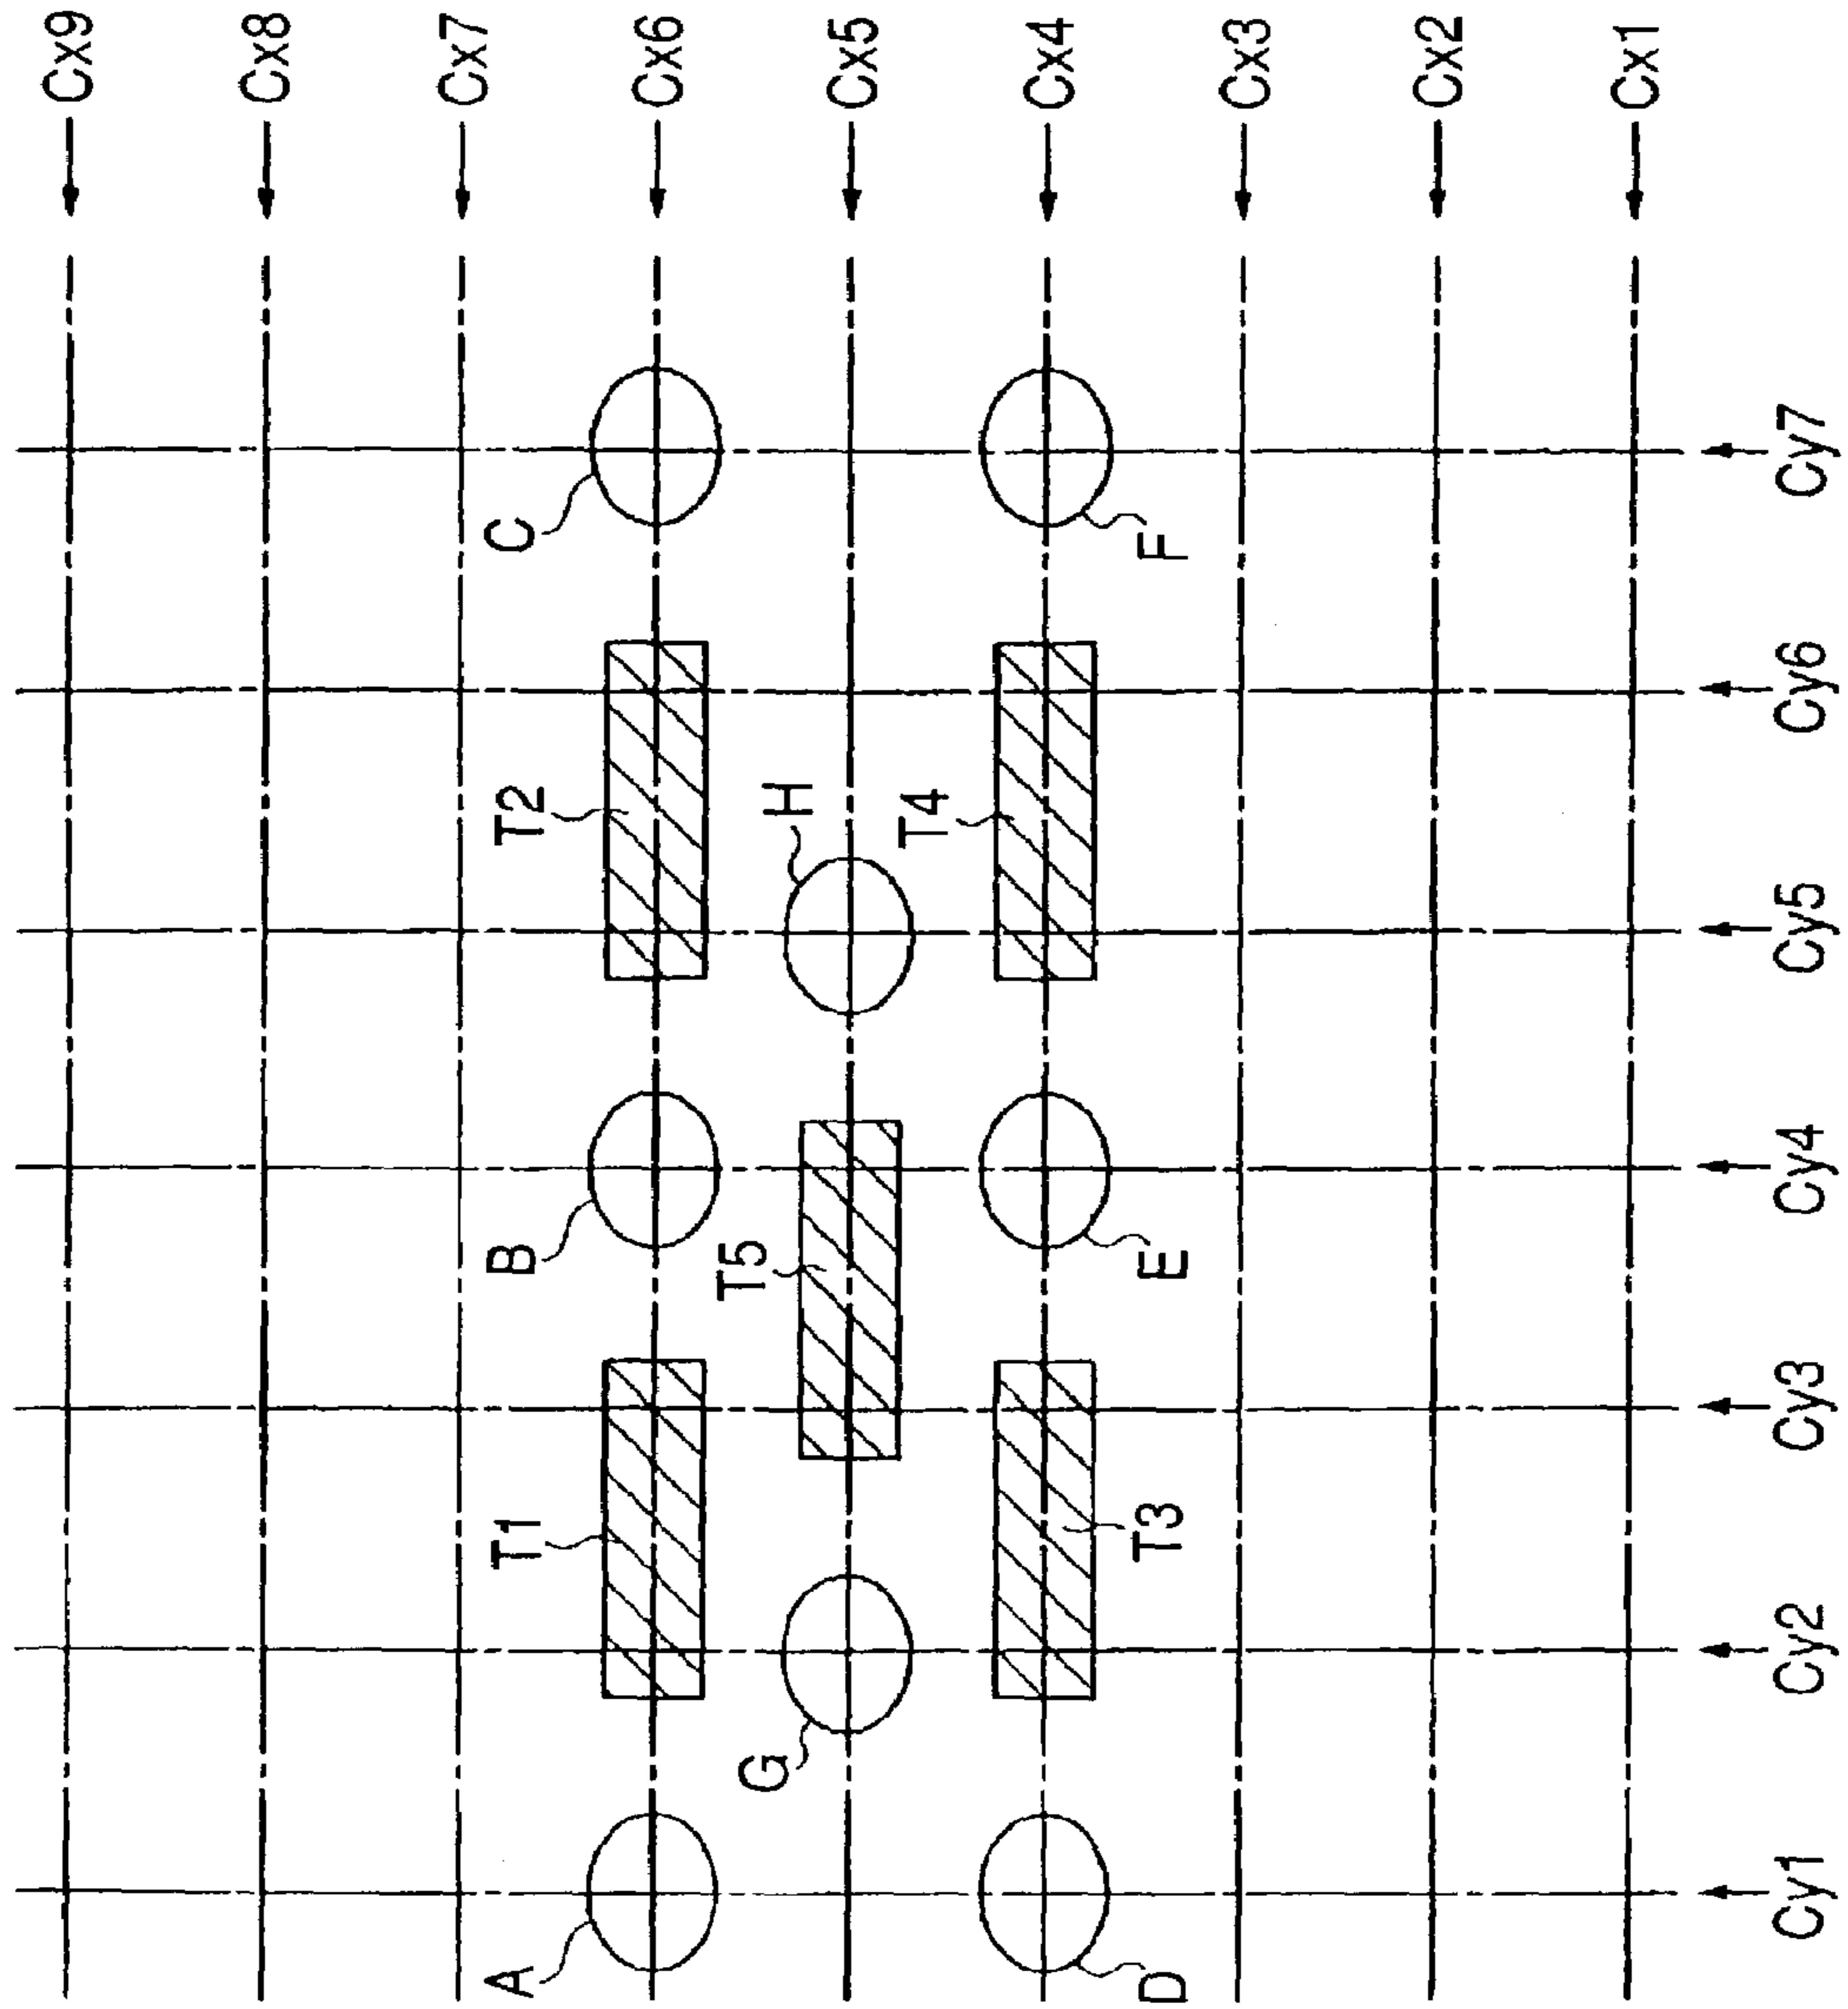 Cx9
Cx8
Cx7
A T1 B T2 C
Cx6
G T5 H
Cx5
T4
Cx4
D T3 E F
Cx3
Cx2
Cx1
Cy1 Cy2 Cy3 Cy4 Cy5 Cy6 Cy7